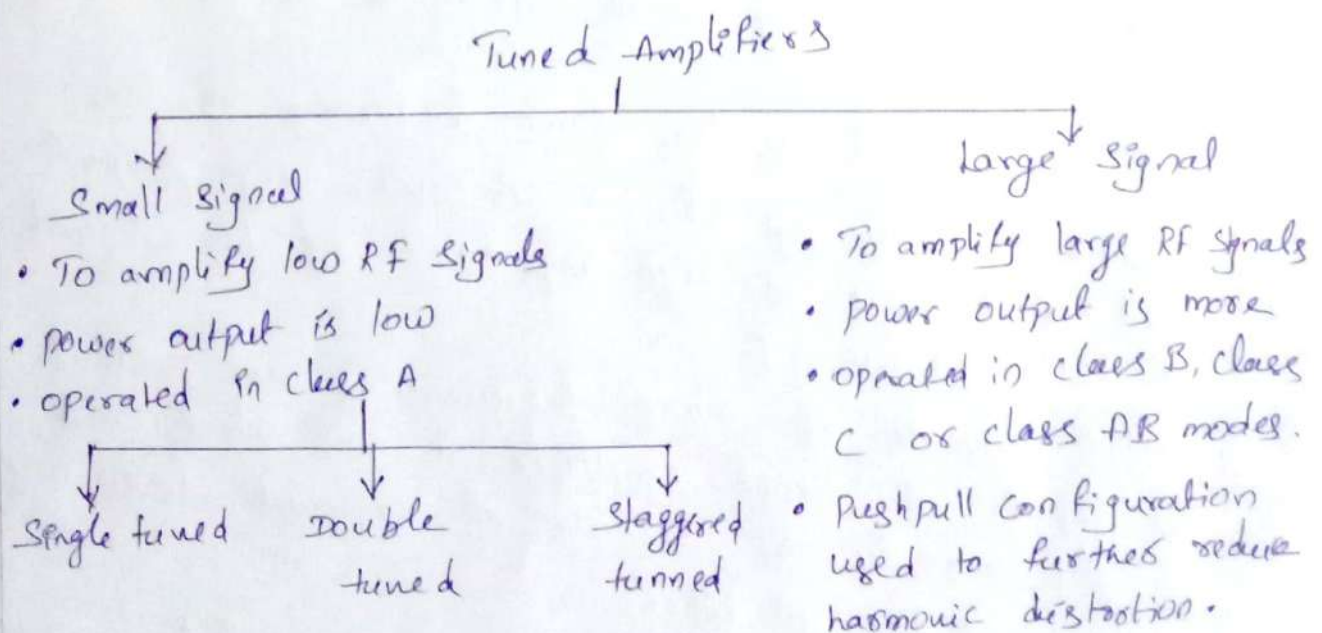 Tuned Amplifiers
Small Signal
• To amplify low RF Signals
• power output is low
• operated in class A
Single tuned
Double
tuned
Staggered
tunned
Large Signal
• To amplify large RF Signals
• power output is more
• operated in class B, class
C or class AB modes.
• Pushpull configuration
used to further reduce
harmonic distortion.